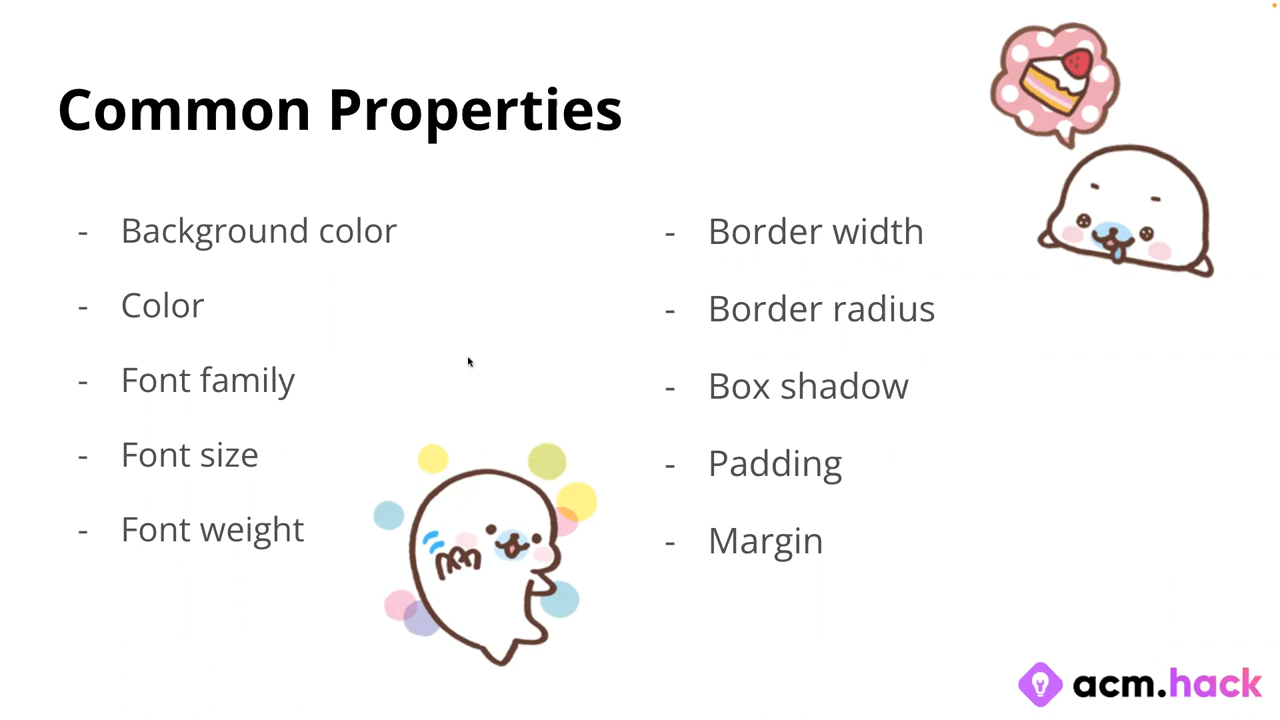 Common Properties
- Background color
- Color
- Font family
- Font size
- Font weight
- Border width
- Border radius
- Box shadow
- Padding
- Margin
acm.hack